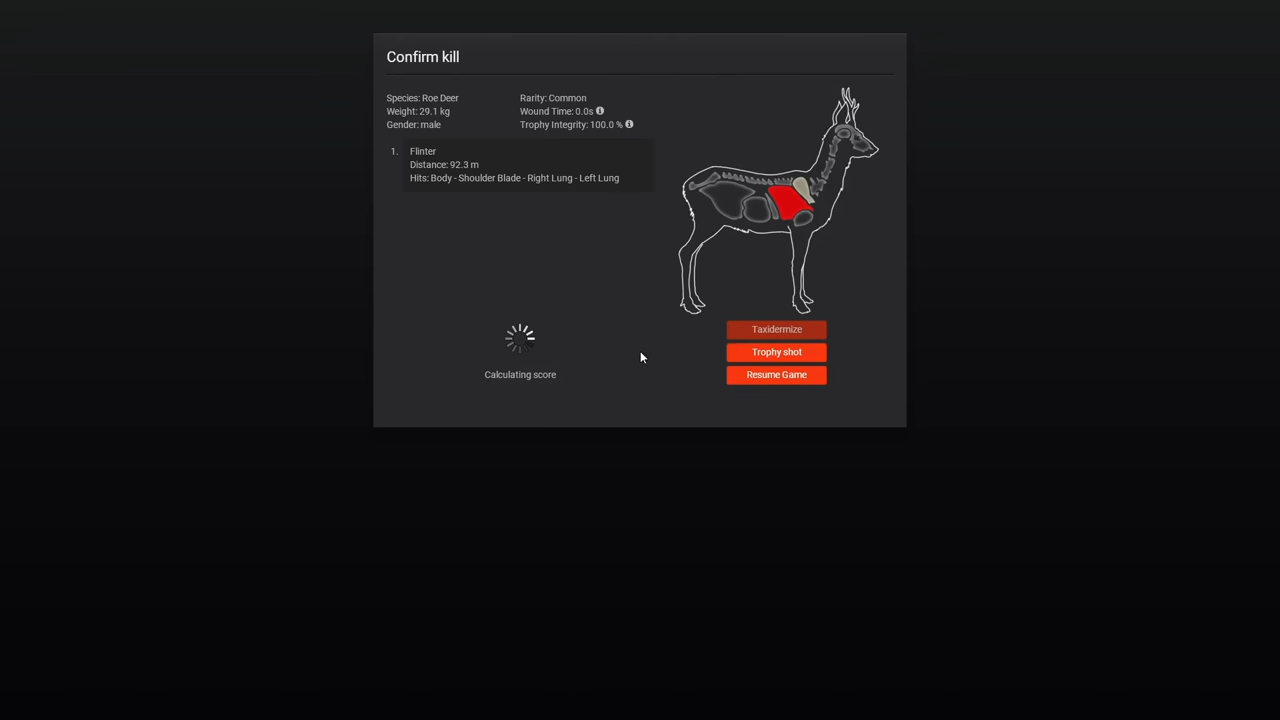 Confirm kill
Species: Roe Deer
Weight: 29.1 kg
Gender: male
Rarity: Common
Wound Time: 0.0s
Trophy Integrity: 100.0 %
1. Flinter
Distance: 92.3 m
Hits: Body - Shoulder Blade - Right Lung - Left Lung
Calculating score
Taxidermize
Trophy shot
Resume Game